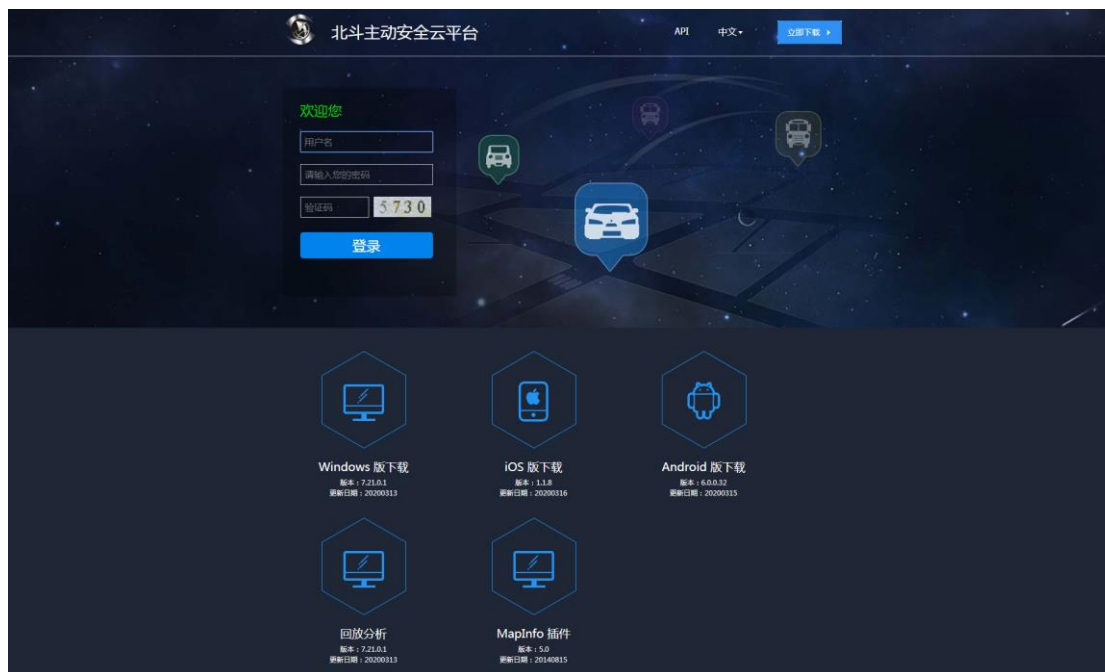 北斗主动安全云平台
API
中文
立即下载
欢迎您
用户名
请输入您的密码
验证码
5730
登录
Windows 版下载
版本：7.21.0.1
更新日期：20200313
iOS 版下载
版本：1.1.8
更新日期：20200316
Android 版下载
版本：6.0.0.32
更新日期：20200315
回放分析
版本：7.21.0.1
更新日期：20200313
MapInfo 插件
版本：5.0
更新日期：20140815